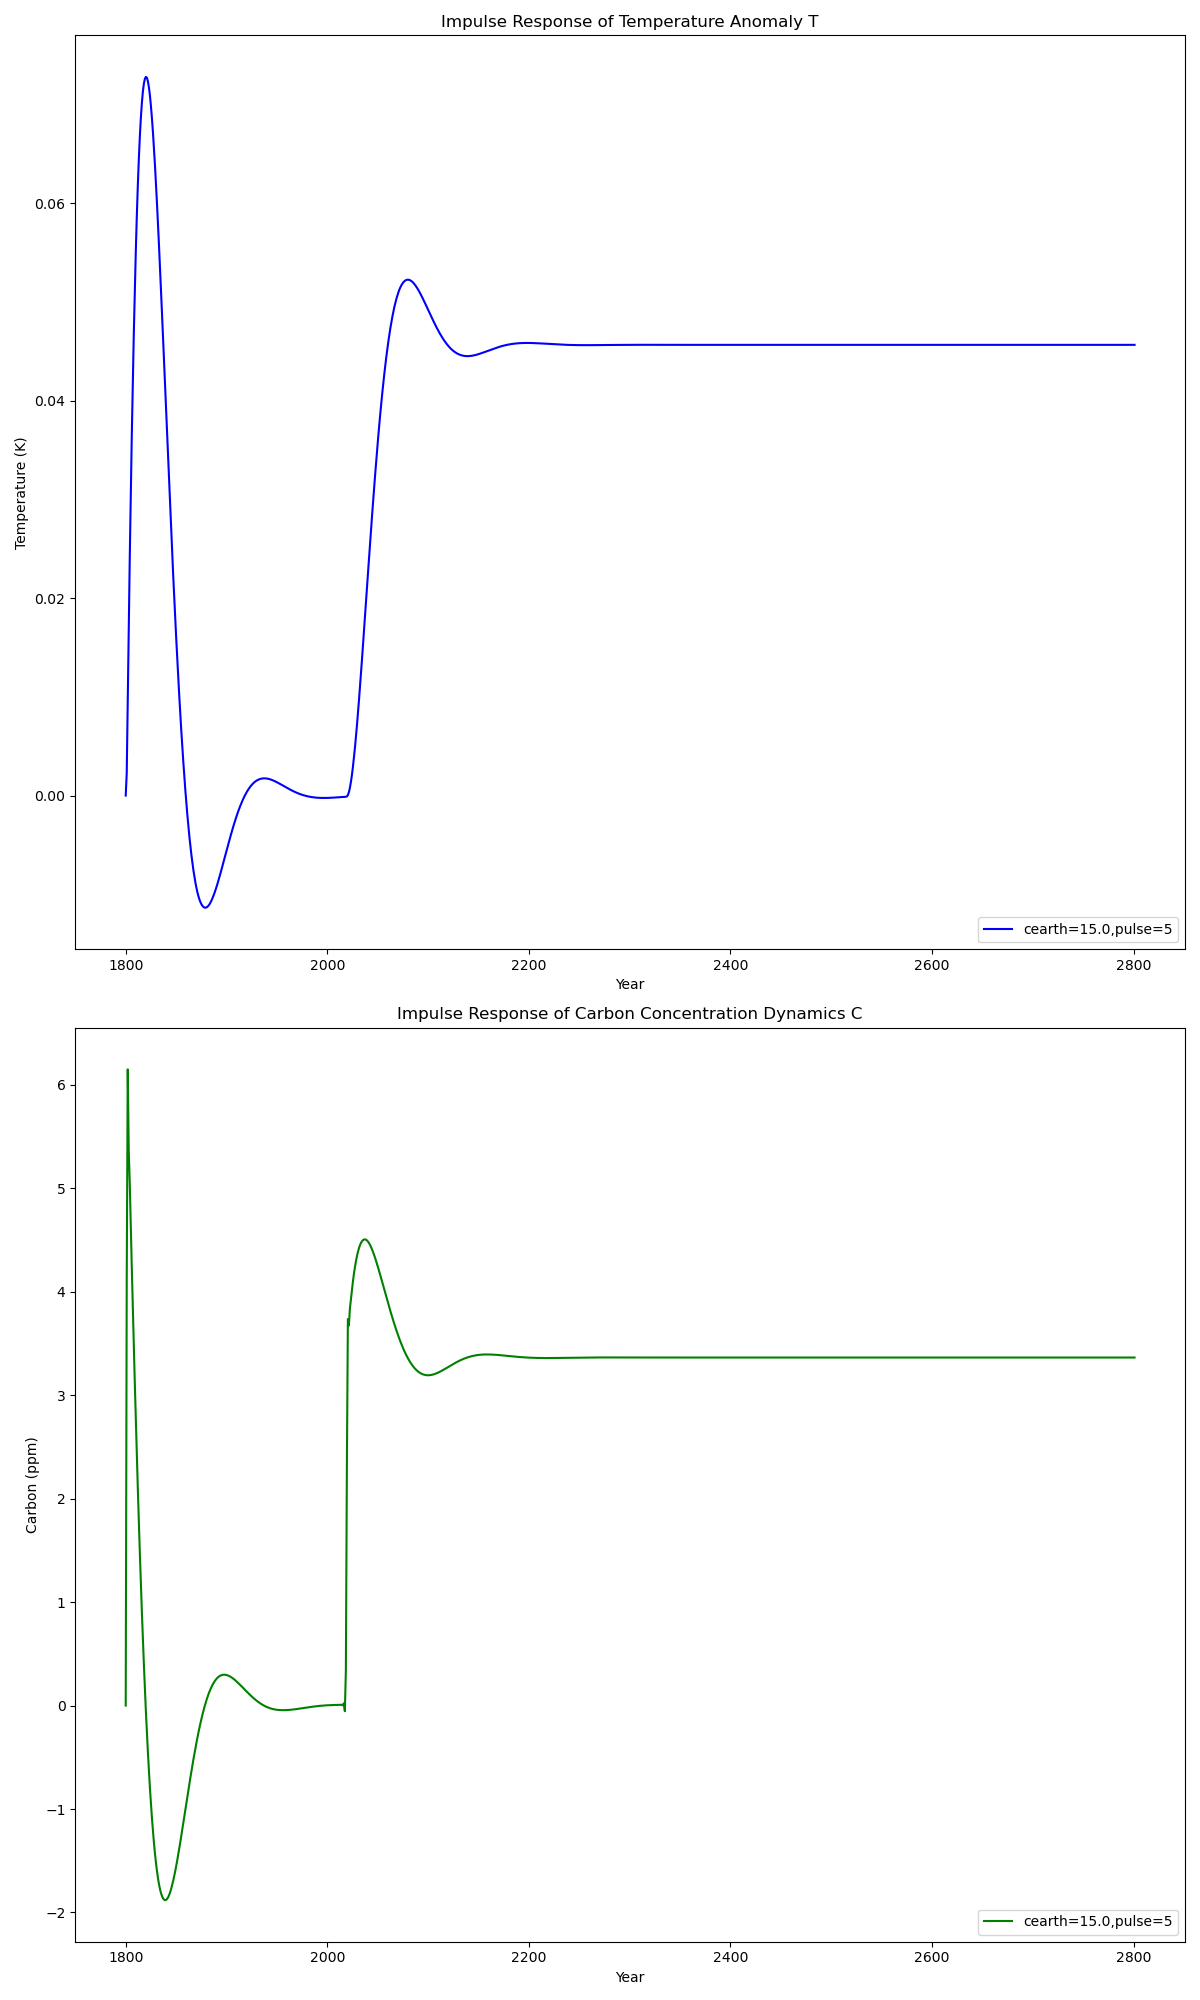 Impulse Response of Temperature Anomaly T
Temperature (K)
0.06
0.04
0.02
0.00
cearth=15.0,pulse=5
1800 2000 2200 2400 2600 2800
Year
Impulse Response of Carbon Concentration Dynamics C
Carbon (ppm)
6
5
4
3
2
1
0
−1
−2
cearth=15.0,pulse=5
1800 2000 2200 2400 2600 2800
Year